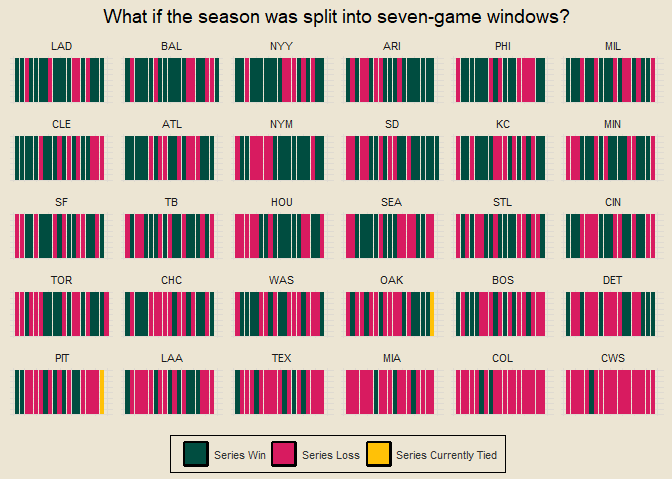 What if the season was split into seven-game windows?
LAD BAL NYY ARI PHI MIL
CLE ATL NYM SD KC MIN
SF TB HOU SEA STL CIN
TOR CHC WAS OAK BOS DET
PIT LAA TEX MIA COL CWS
Series Win Series Loss Series Currently Tied